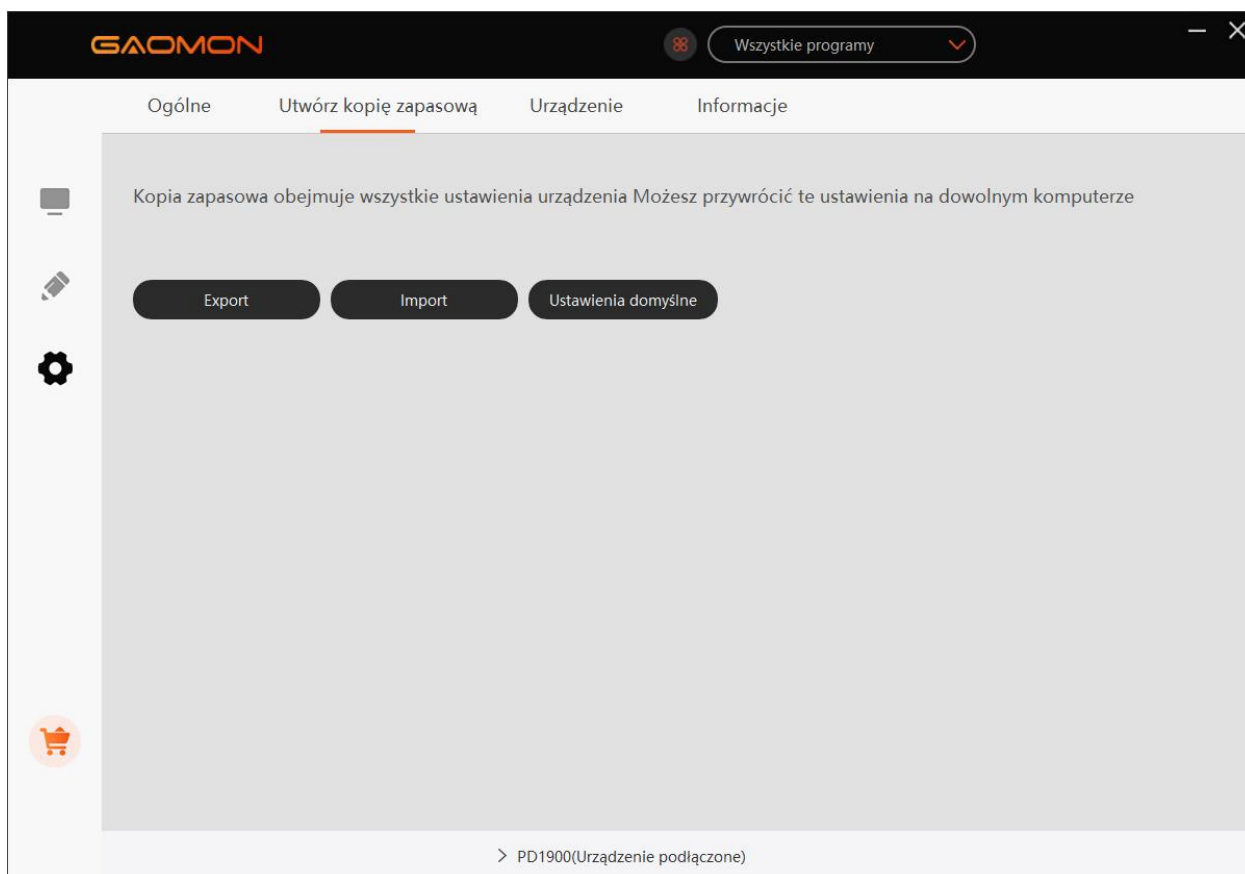 GAOMON
Wszystkie programy
Ogólne Utwórz kopię zapasową Urządzenie Informacje
Kopia zapasowa obejmuje wszystkie ustawienia urządzenia Możesz przywrócić te ustawienia na dowolnym komputerze
Export Import Ustawienia domyślne
PD1900(Urządzenie podłączone)